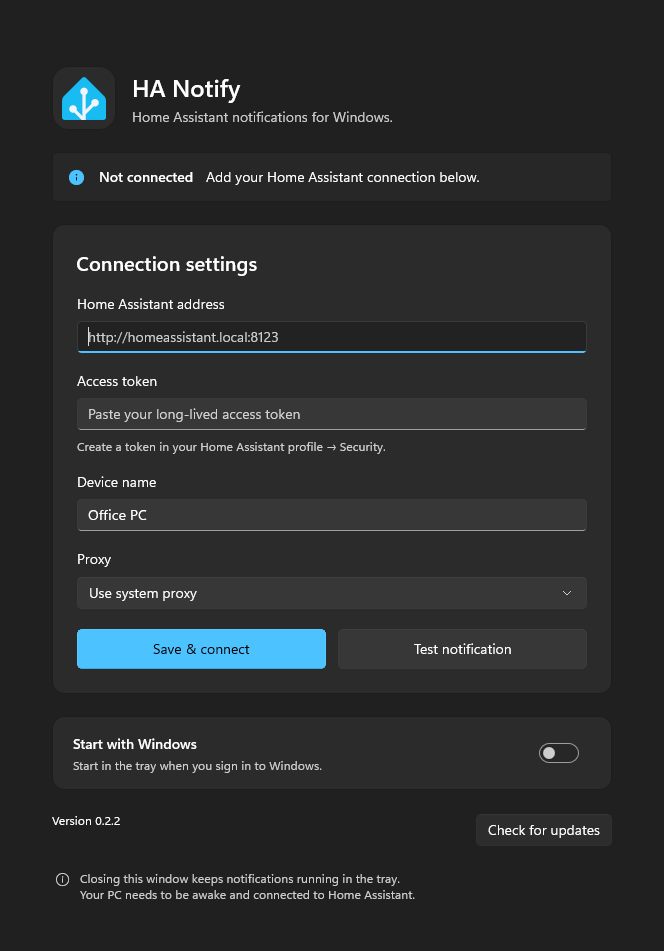 HA Notify
Home Assistant notifications for Windows.
Not connected Add your Home Assistant connection below.
Connection settings
Home Assistant address
http://homeassistant.local:8123
Access token
Paste your long-lived access token
Create a token in your Home Assistant profile → Security.
Device name
Office PC
Proxy
Use system proxy
Save & connect
Test notification
Start with Windows
Start in the tray when you sign in to Windows.
Version 0.2.2
Check for updates
Closing this window keeps notifications running in the tray.
Your PC needs to be awake and connected to Home Assistant.